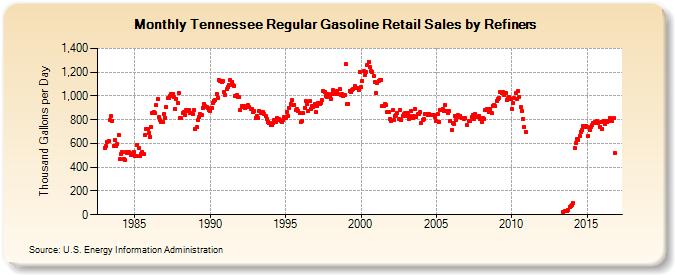 Monthly Tennessee Regular Gasoline Retail Sales by Refiners
Thousand Gallons per Day
1,400
1,200
1,000
800
600
400
200
0
1985 1990 1995 2000 2005 2010 2015
Source: U.S. Energy Information Administration